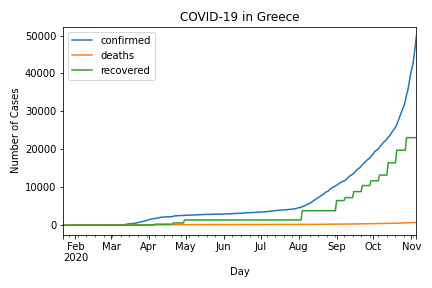 COVID-19 in Greece
confirmed
deaths
recovered
Number of Cases
50000
40000
30000
20000
10000
0
Feb Mar Apr May Jun Jul Aug Sep Oct Nov
2020
Day